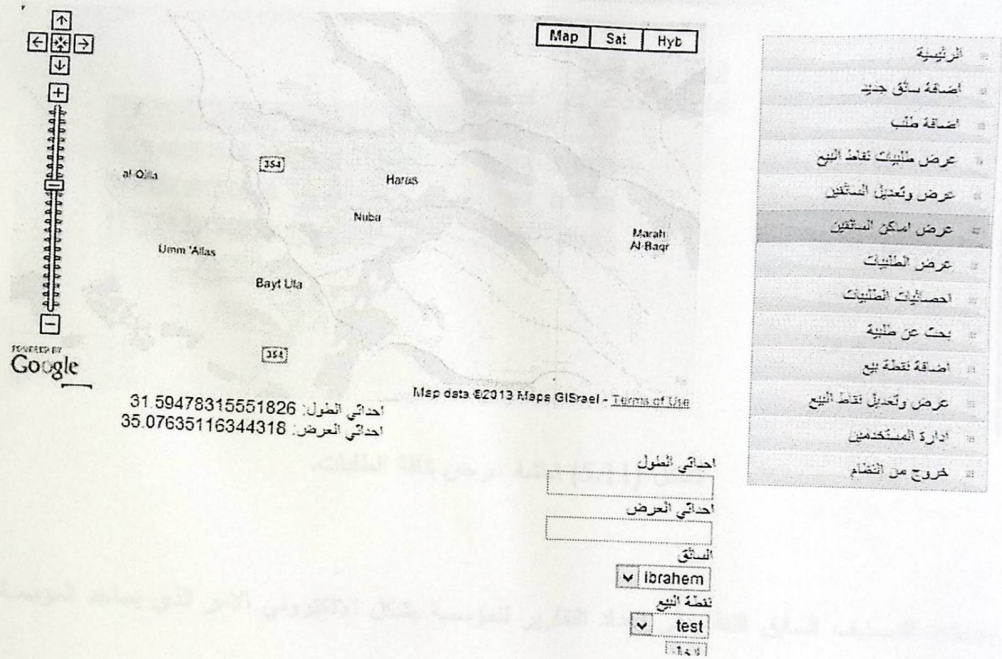 Map Sat Hyb
354
al-Qilla
Haras
Nuba
Marah
Al-Baqr
Umm 'Allas
Bayt Ula
354
POWERED BY
Google
Map data ©2013 Maps GISrael - Terms of Use
احداثي الطول: 31.59478315551826
احداثي العرض: 35.07635116344318
احداثي الطول
احداثي العرض
السائق
Ibrahem
نقطة البيع
test
الرئيسية
اضافة سائق جديد
اضافة طلب
عرض طلبيات نقاط البيع
عرض وتعديل السائقين
عرض اماكن السائقين
عرض الطلبيات
احصائيات الطلبيات
بحث عن طلبية
اضافة نقطة بيع
عرض وتعديل نقاط البيع
ادارة المستخدمين
خروج من النظام